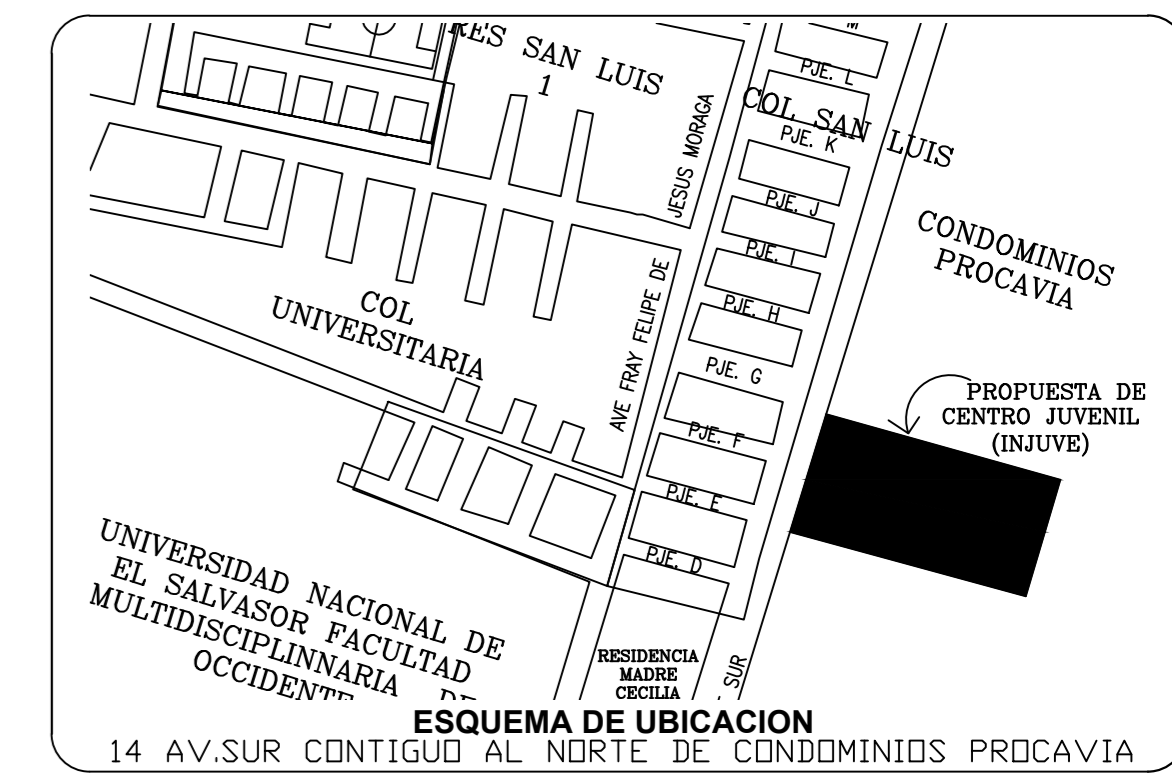 RES SAN LUIS
1
JESUS MORAGA
AVE FRAY FELIPE DE
M
PJE. L
COL SAN LUIS
PJE. K
PJE. J
PJE. I
PJE. H
PJE. G
PJE. F
PJE. E
PJE. D
CONDOMINIOS
PROCAVIA
COL
UNIVERSITARIA
PROPUESTA DE
CENTRO JUVENIL
(INJUVE)
UNIVERSIDAD NACIONAL DE
EL SALVASOR FACULTAD
MULTIDISCIPLINNARIA DE
OCCIDENTE
RESIDENCIA
MADRE
CECILIA
SUR
ESQUEMA DE UBICACION
14 AV.SUR CONTIGUO AL NORTE DE CONDOMINIOS PROCAVIA